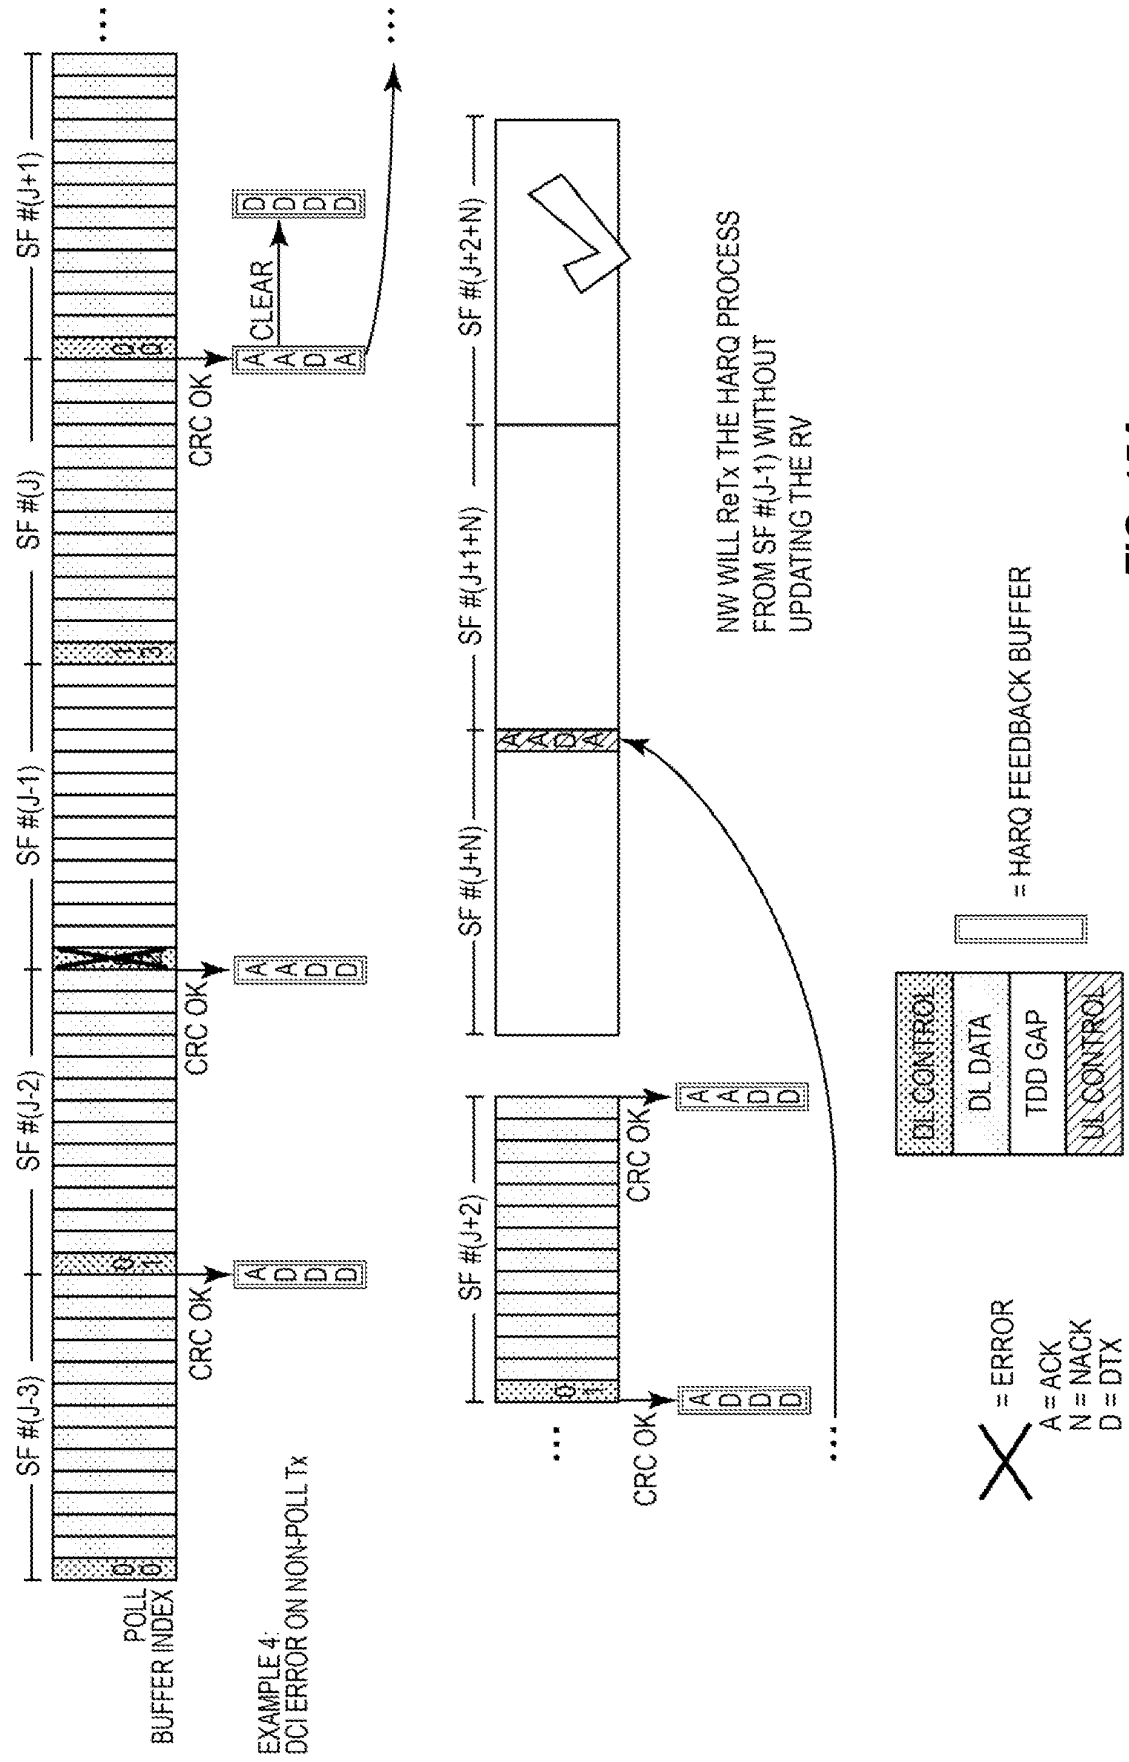 SF #(J-3)
SF #(J-2)
SF #(J-1)
SF #(J)
SF #(J+1)
...
POLL
BUFFER INDEX
0
0
0
1
1
3
0
0
CRC OK
CRC OK
CRC OK
A
D
D
D
A
A
D
D
A
A
D
A
CLEAR
D
D
D
D
...
EXAMPLE 4:
DCI ERROR ON NON-POLL Tx
SF #(J+2)
SF #(J+N)
SF #(J+1+N)
SF #(J+2+N)
...
0
1
A
A
D
A
CRC OK
CRC OK
A
D
D
D
A
A
D
D
...
NW WILL ReTx THE HARQ PROCESS
FROM SF #(J-1) WITHOUT
UPDATING THE RV
= ERROR
A = ACK
N = NACK
D = DTX
DL CONTROL
DL DATA
TDD GAP
UL CONTROL
= HARQ FEEDBACK BUFFER